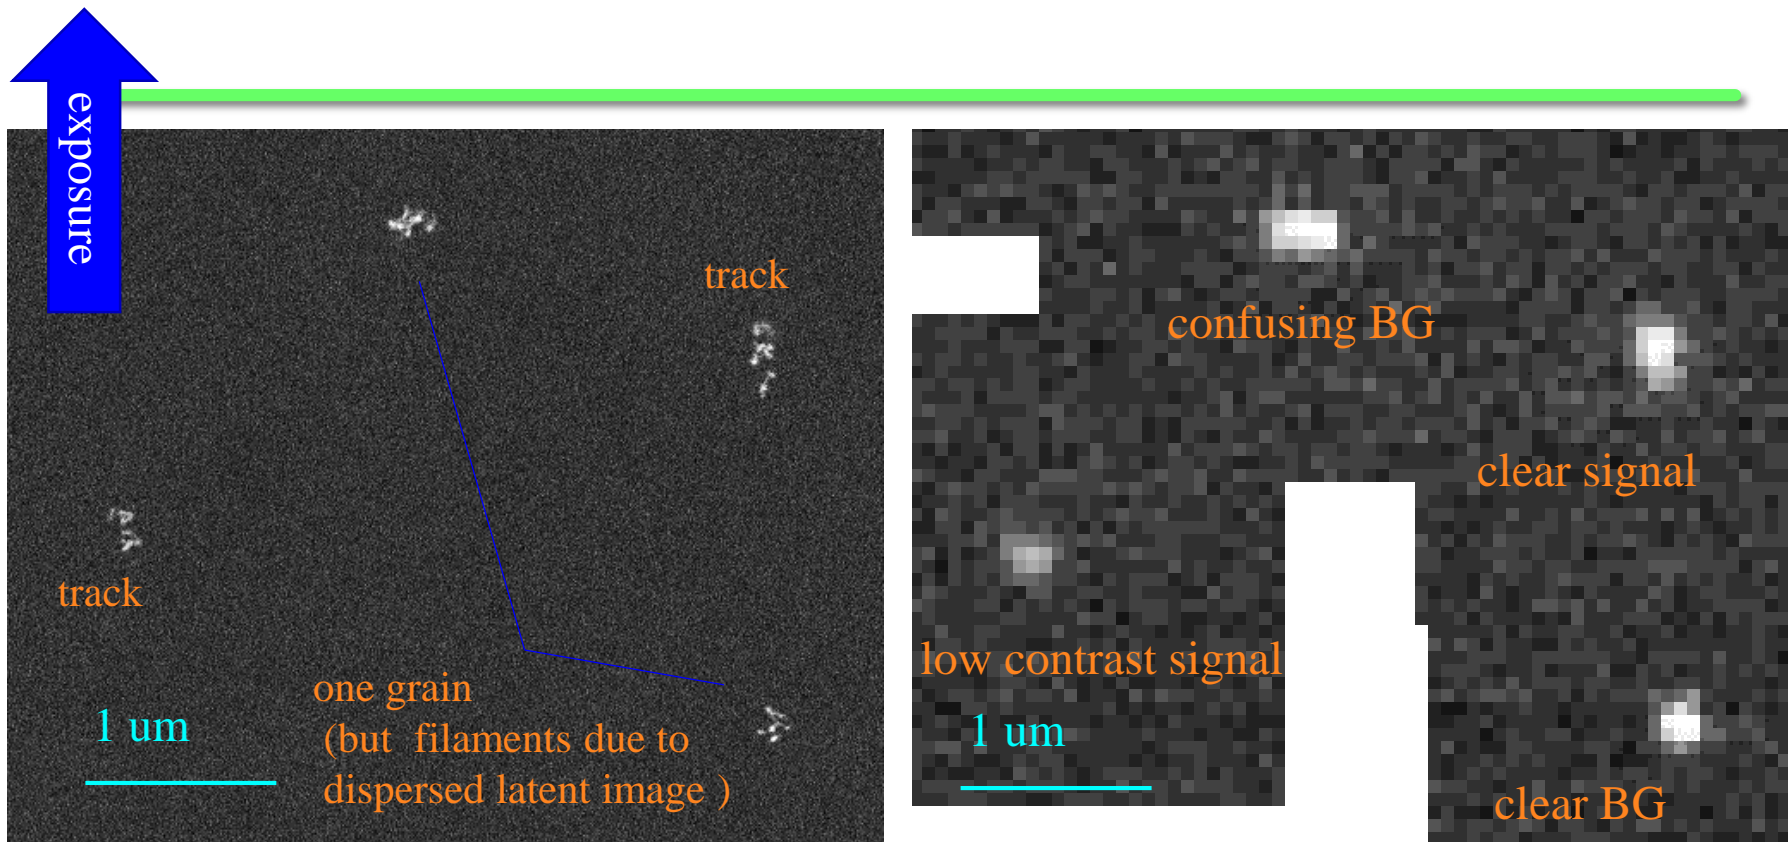 exposure
track
track
one grain
(but filaments due to
dispersed latent image )
1 um
confusing BG
clear signal
low contrast signal
1 um
clear BG